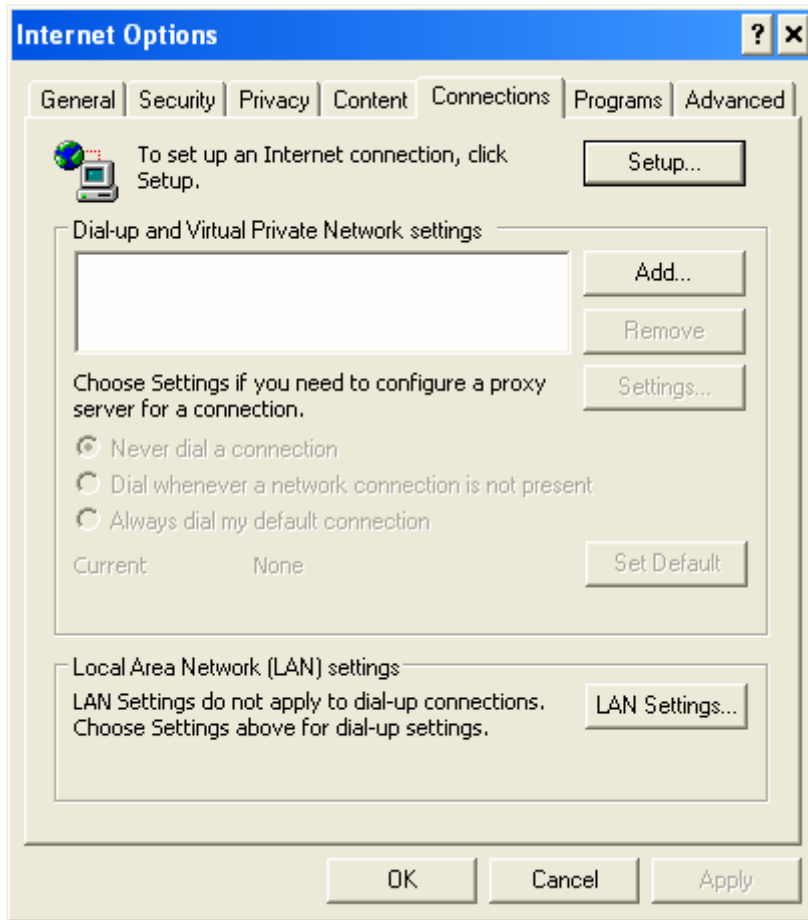 Internet Options
General Security Privacy Content Connections Programs Advanced
To set up an Internet connection, click
Setup.
Setup...
Dial-up and Virtual Private Network settings
Add...
Remove
Choose Settings if you need to configure a proxy
server for a connection.
Settings...
Never dial a connection
Dial whenever a network connection is not present
Always dial my default connection
Current None
Set Default
Local Area Network (LAN) settings
LAN Settings do not apply to dial-up connections.
Choose Settings above for dial-up settings.
LAN Settings...
OK Cancel Apply